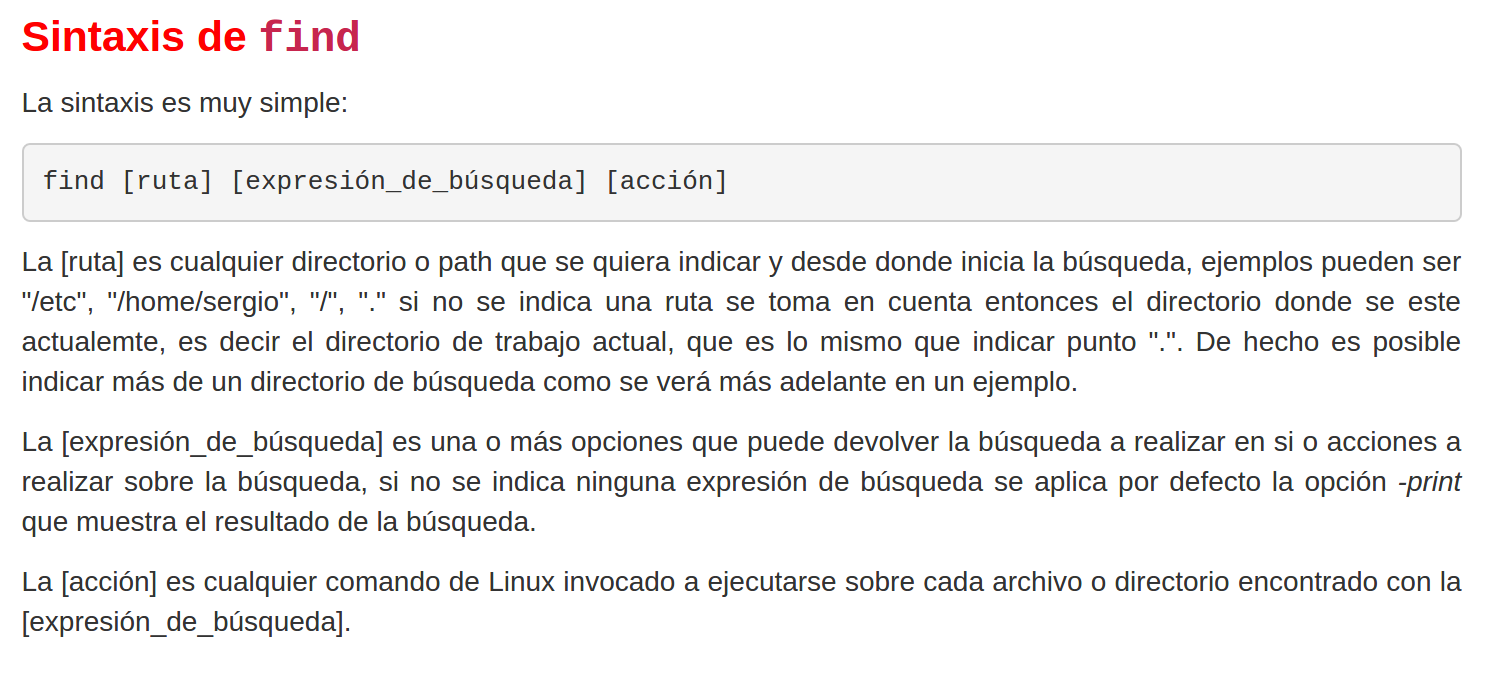 Sintaxis de find
La sintaxis es muy simple:
find [ruta] [expresión_de_búsqueda] [acción]
La [ruta] es cualquier directorio o path que se quiera indicar y desde donde inicia la búsqueda, ejemplos pueden ser
"/etc", "/home/sergio", "/", "." si no se indica una ruta se toma en cuenta entonces el directorio donde se este
actualemte, es decir el directorio de trabajo actual, que es lo mismo que indicar punto ".". De hecho es posible
indicar más de un directorio de búsqueda como se verá más adelante en un ejemplo.
La [expresión_de_búsqueda] es una o más opciones que puede devolver la búsqueda a realizar en si o acciones a
realizar sobre la búsqueda, si no se indica ninguna expresión de búsqueda se aplica por defecto la opción -print
que muestra el resultado de la búsqueda.
La [acción] es cualquier comando de Linux invocado a ejecutarse sobre cada archivo o directorio encontrado con la
[expresión_de_búsqueda].